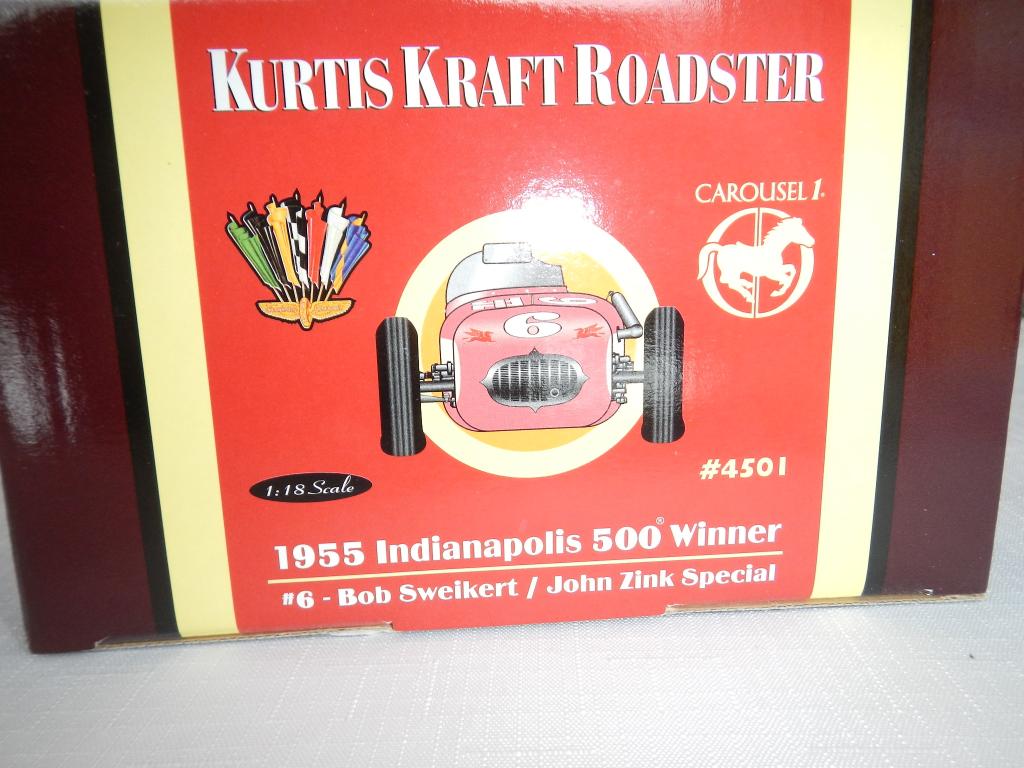 KURTIS KRAFT ROADSTER
CAROUSEL 1.
6
6
#4501
1:18 Scale
1955 Indianapolis 500® Winner
#6 - Bob Sweikert / John Zink Special